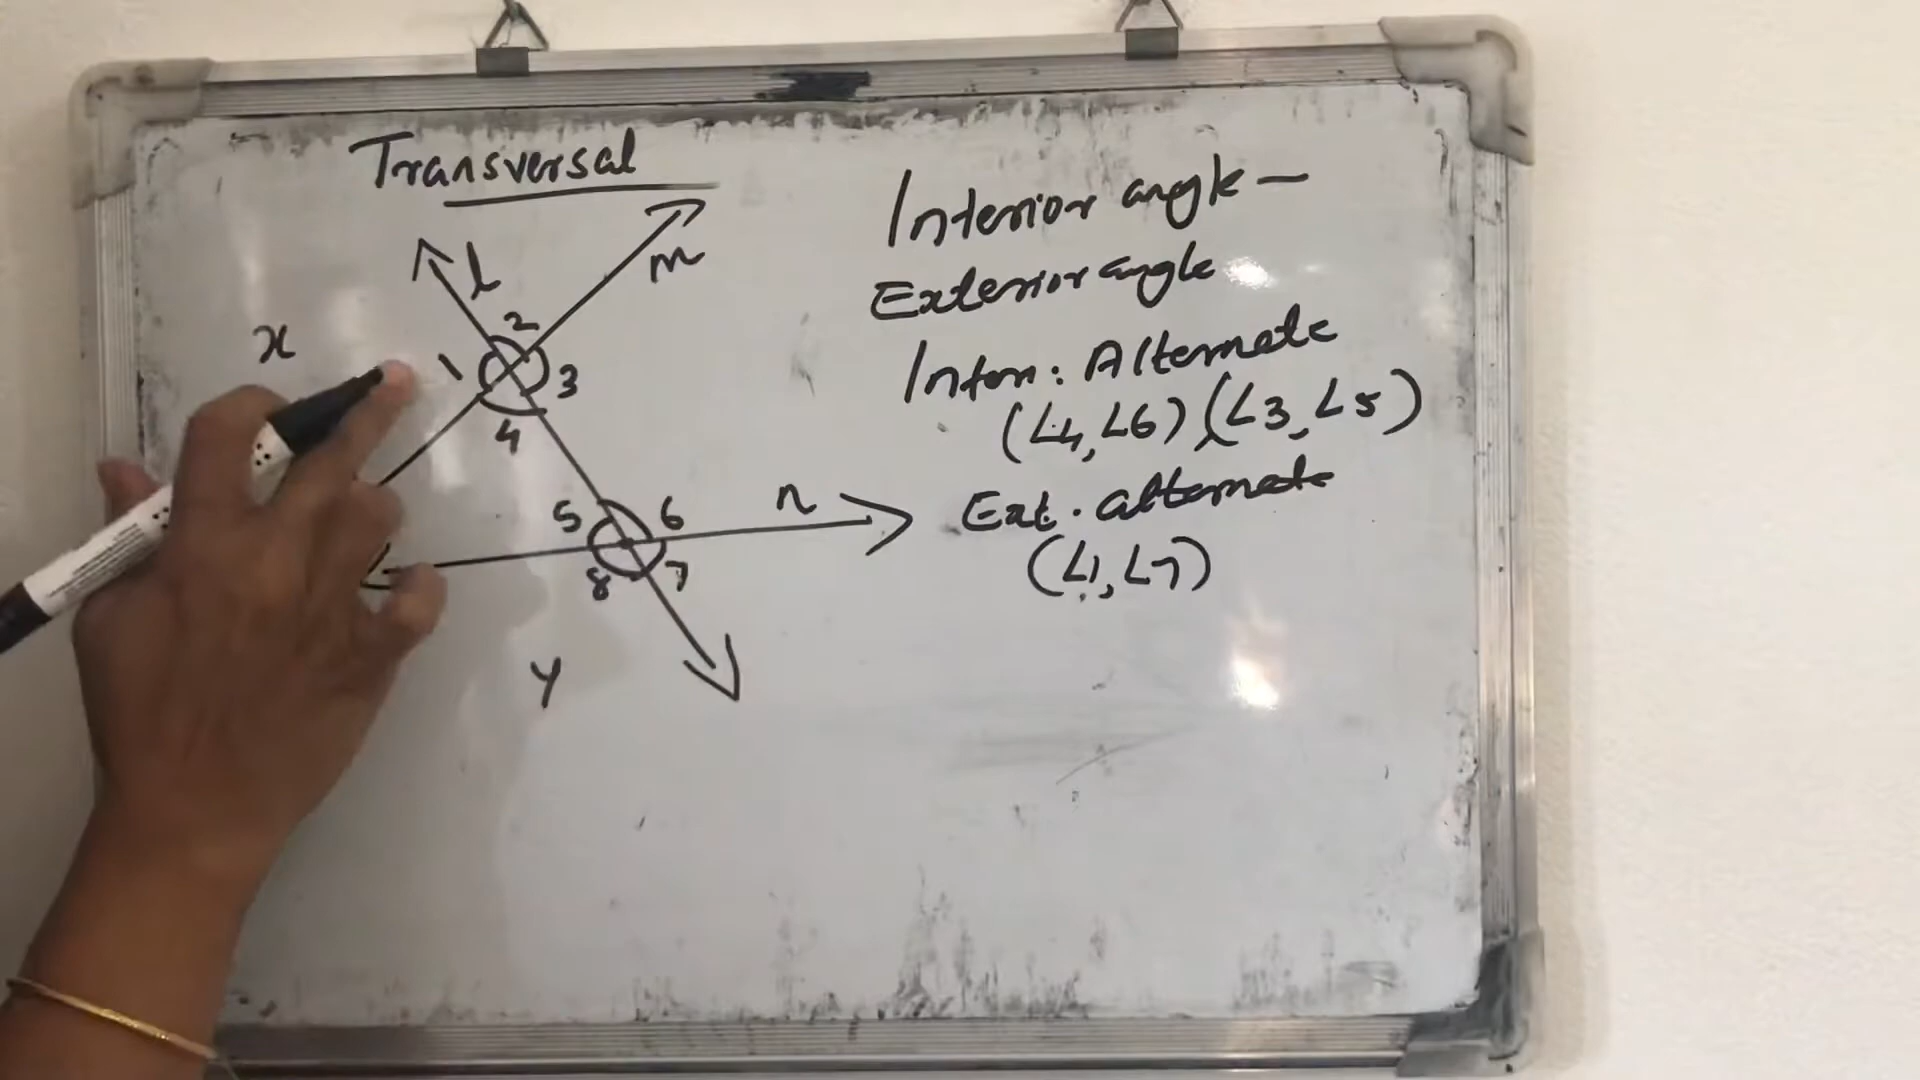 Transversal
l
m
x
1 2 3 4
5 6 7 8
n
y
Interior angle —
Exterior angle
Inten: Alternate
(∠4, ∠6) (∠3, ∠5)
Ext. alternate
(∠1, ∠7)